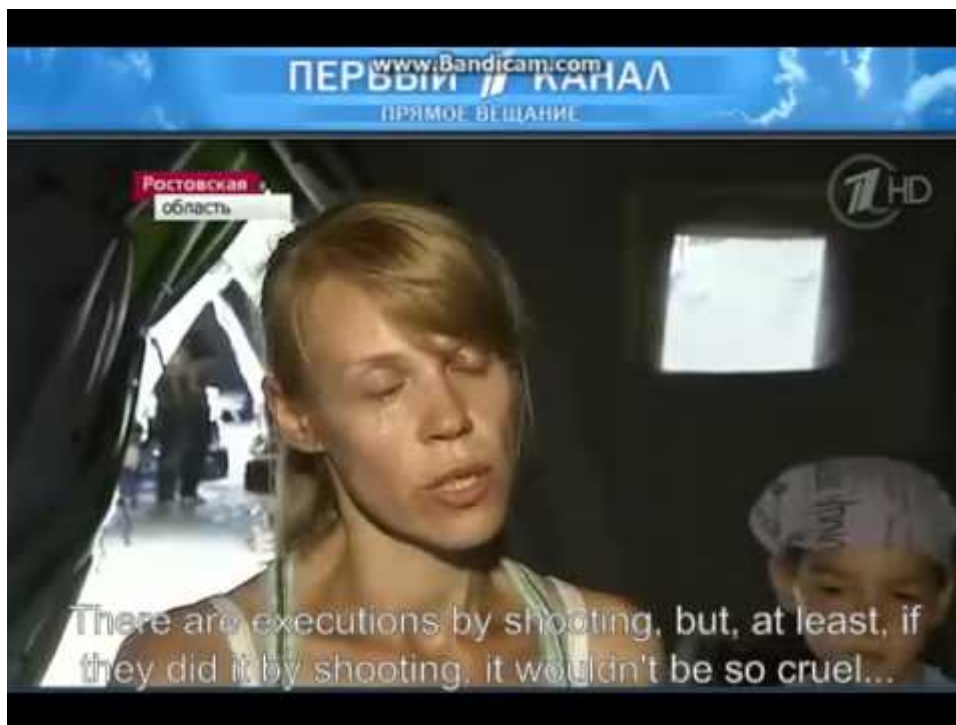 www.Bandicam.com
ПЕРВЫЙ КАНАЛ
ПРЯМОЕ ВЕЩАНИЕ
Ростовская
область
HD
There are executions by shooting, but, at least, if
they did it by shooting, it wouldn't be so cruel...